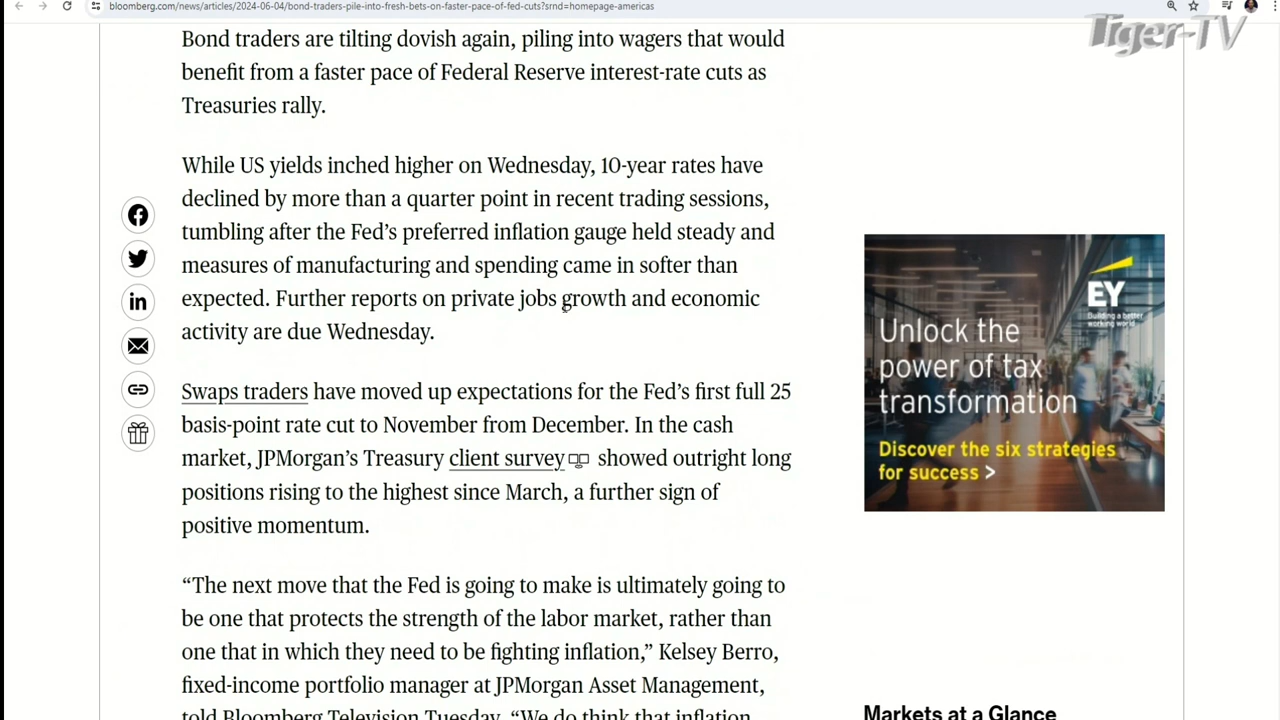 bloomberg.com/news/articles/2024-06-04/bond-traders-pile-into-fresh-bets-on-faster-pace-of-fed-cuts?srnd=homepage-americas
Tiger-TV
Bond traders are tilting dovish again, piling into wagers that would
benefit from a faster pace of Federal Reserve interest-rate cuts as
Treasuries rally.
While US yields inched higher on Wednesday, 10-year rates have
declined by more than a quarter point in recent trading sessions,
tumbling after the Fed's preferred inflation gauge held steady and
measures of manufacturing and spending came in softer than
expected. Further reports on private jobs growth and economic
activity are due Wednesday.
Swaps traders have moved up expectations for the Fed's first full 25
basis-point rate cut to November from December. In the cash
market, JPMorgan's Treasury client survey showed outright long
positions rising to the highest since March, a further sign of
positive momentum.
“The next move that the Fed is going to make is ultimately going to
be one that protects the strength of the labor market, rather than
one that in which they need to be fighting inflation,” Kelsey Berro,
fixed-income portfolio manager at JPMorgan Asset Management,
told Bloomberg Television Tuesday. “We do think that inflation
in
EY
Building a better
working world
Unlock the
power of tax
transformation
Discover the six strategies
for success >
Markets at a Glance